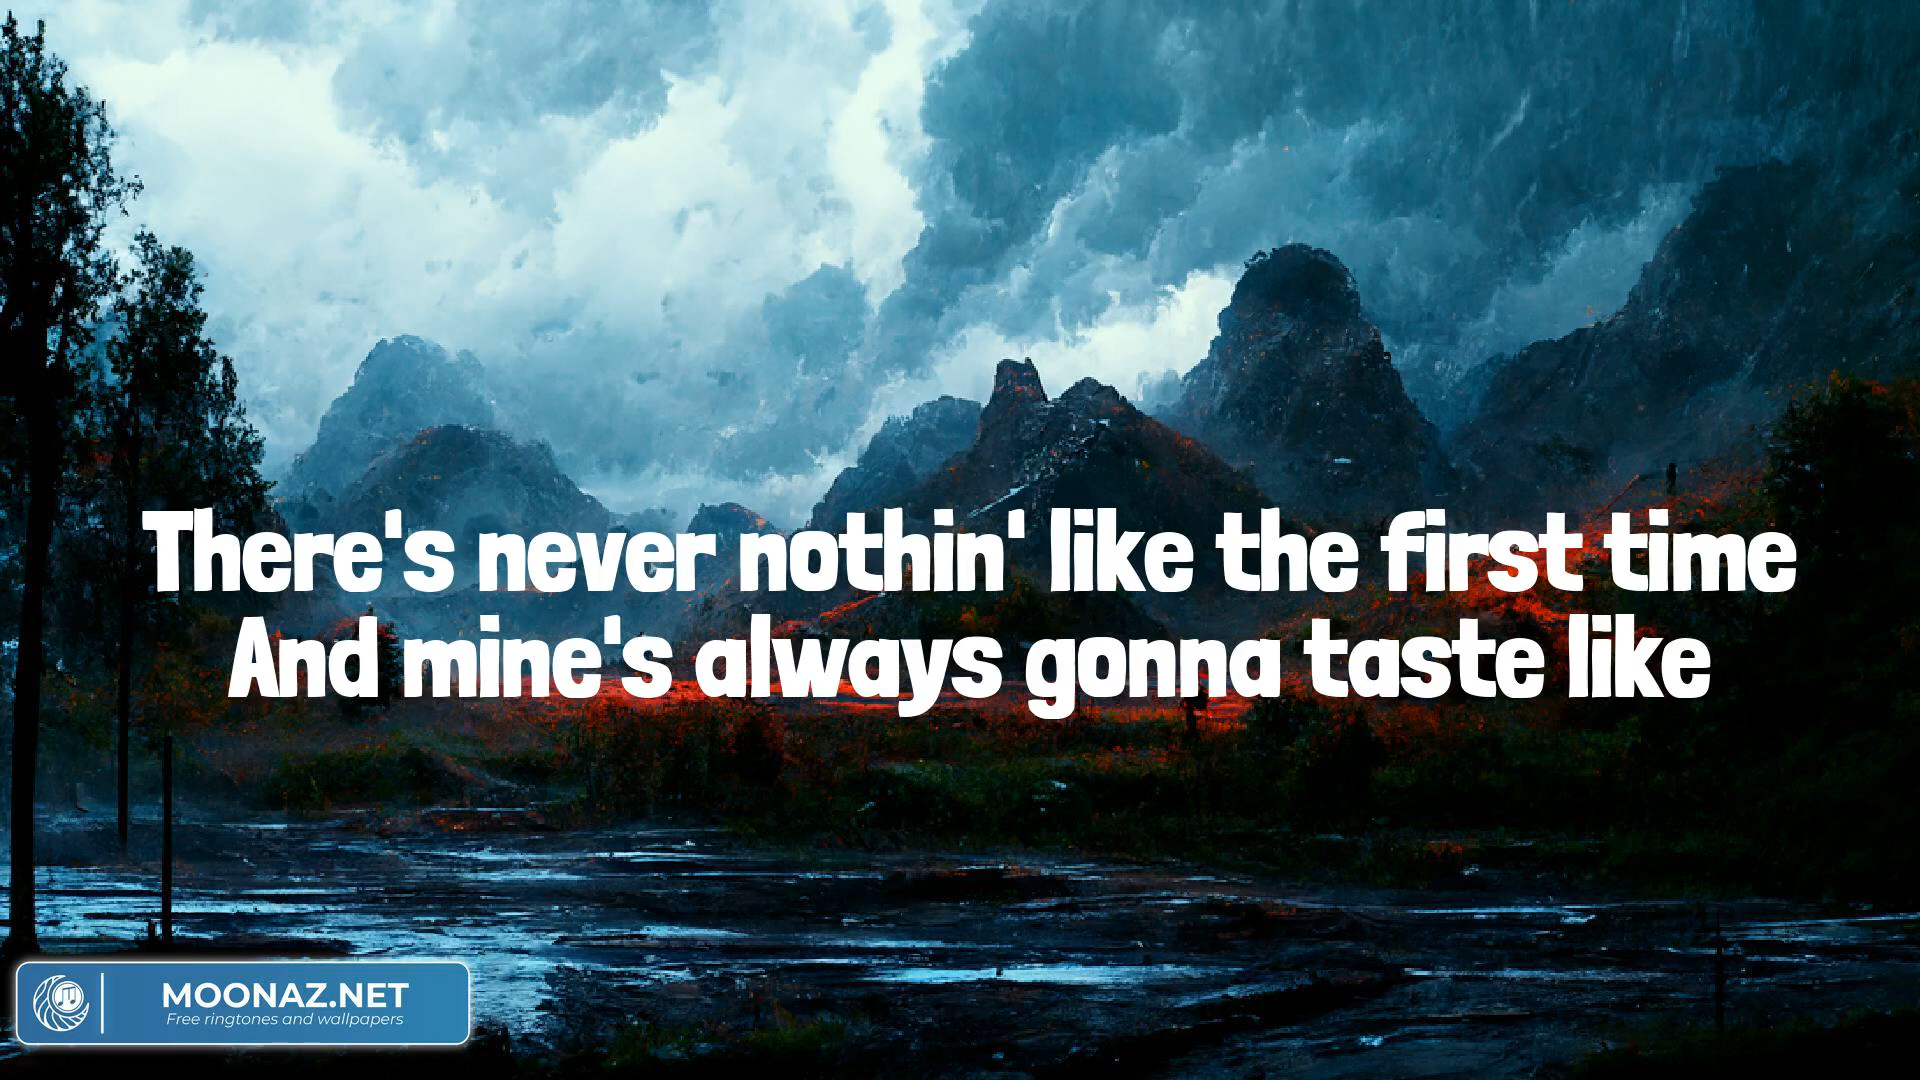 There's never nothin' like the first time
And mine's always gonna taste like
MOONAZ.NET
Free ringtones and wallpapers